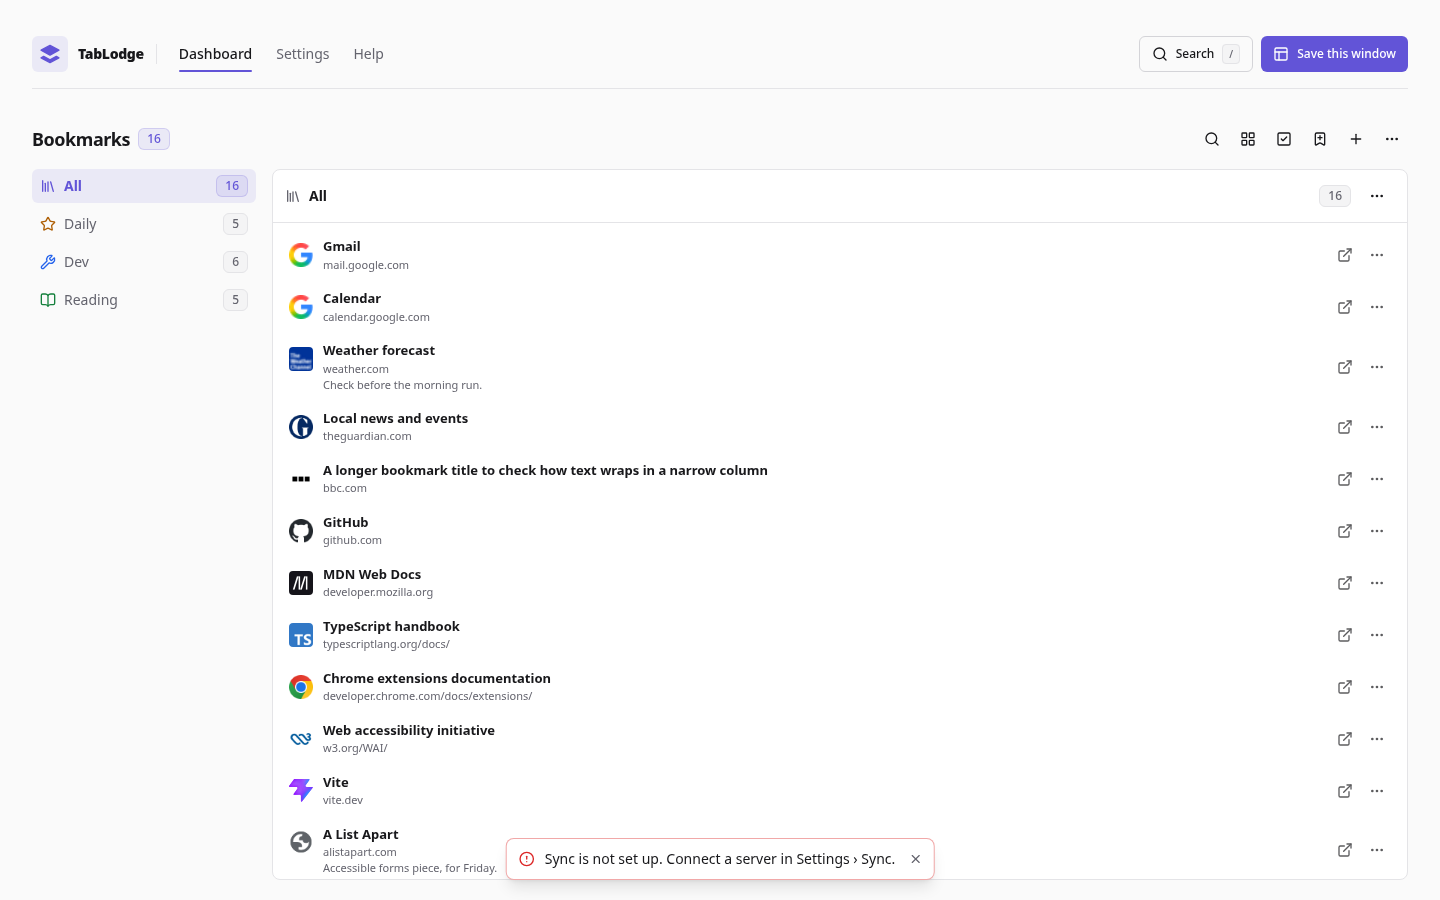 TabLodge
Dashboard
Settings
Help
Search /
Save this window
Bookmarks 16
All 16
Daily 5
Dev 6
Reading 5
All 16
Gmail
mail.google.com
Calendar
calendar.google.com
The Weather Channel
Weather forecast
weather.com
Check before the morning run.
Local news and events
theguardian.com
A longer bookmark title to check how text wraps in a narrow column
bbc.com
GitHub
github.com
MDN Web Docs
developer.mozilla.org
TS
TypeScript handbook
typescriptlang.org/docs/
Chrome extensions documentation
developer.chrome.com/docs/extensions/
Web accessibility initiative
w3.org/WAI/
Vite
vite.dev
A List Apart
alistapart.com
Accessible forms piece, for Friday.
Sync is not set up. Connect a server in Settings › Sync.